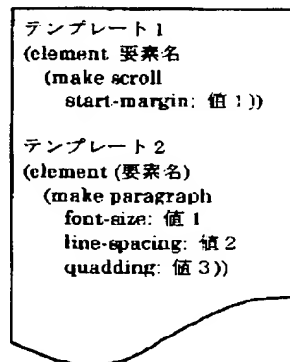 テンプレート1
(element 要素名
(make scroll
start-margin: 値1))
テンプレート2
(element (要素名)
(make paragraph
font-size: 値1
line-spacing: 値2
quadding: 値3))